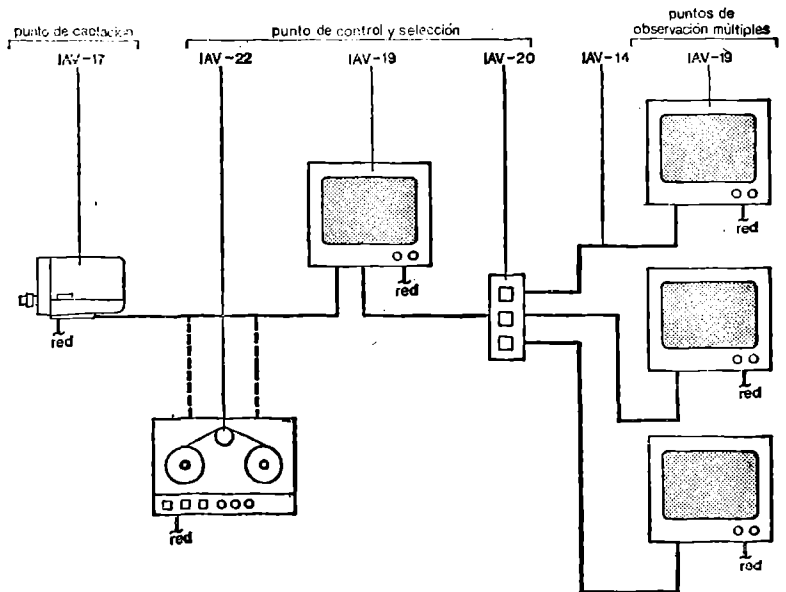 punto de captación
punto de control y selección
puntos de
observación múltiples
IAV-17
IAV-22
IAV-19
IAV-20
IAV-14
IAV-19
red
red
red
red
red
red